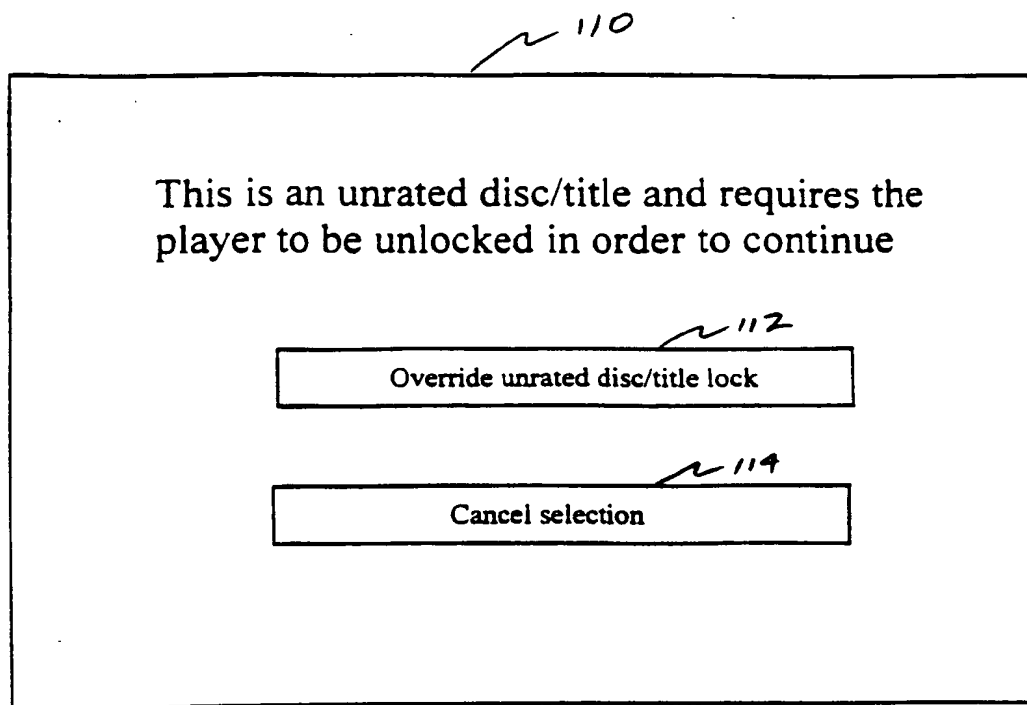 110
This is an unrated disc/title and requires the
player to be unlocked in order to continue
112
Override unrated disc/title lock
114
Cancel selection